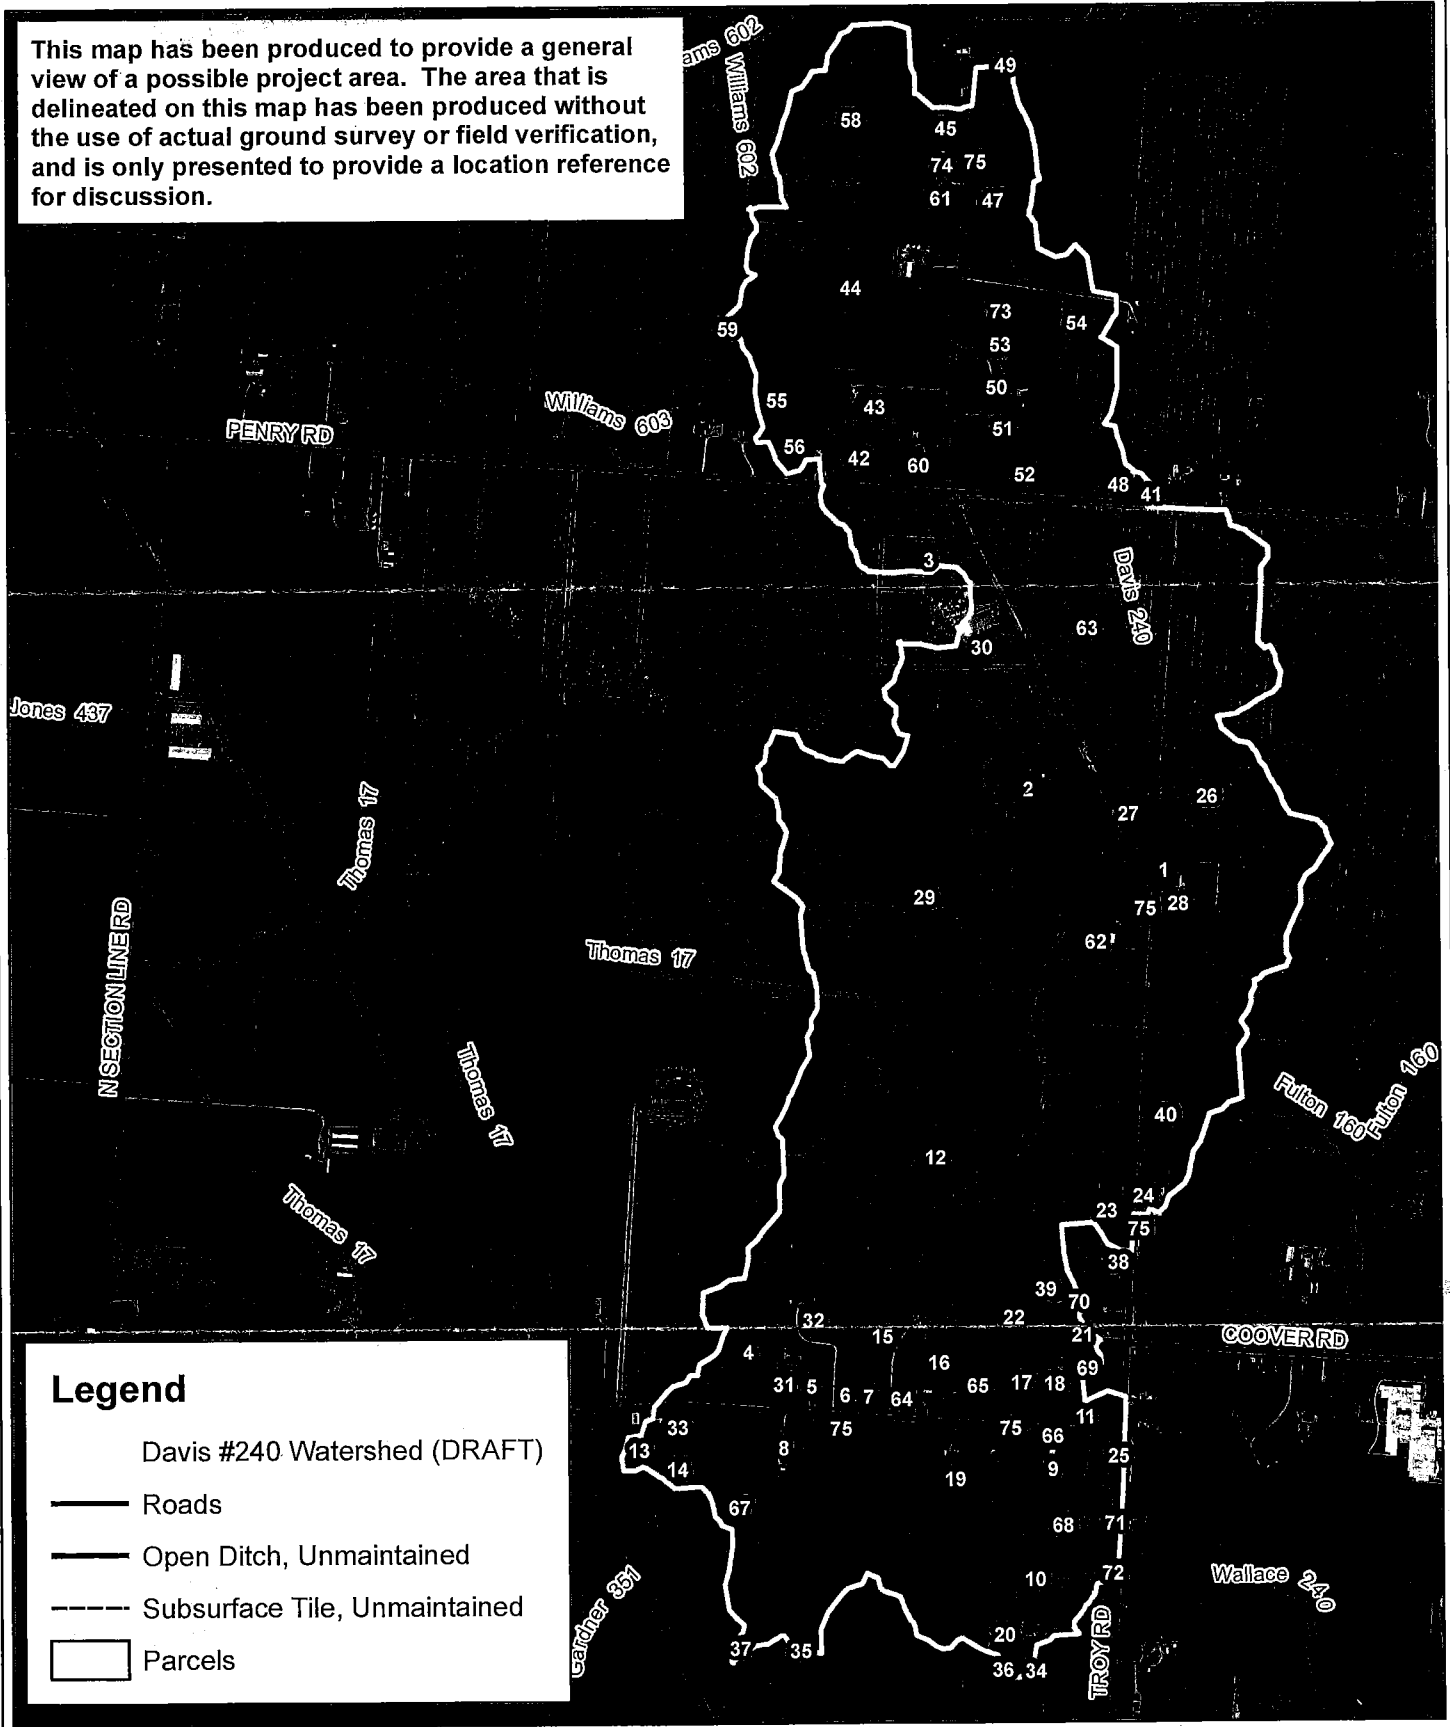 This map has been produced to provide a general
view of a possible project area. The area that is
delineated on this map has been produced without
the use of actual ground survey or field verification,
and is only presented to provide a location reference
for discussion.
ams 602
Williams 602
49
58
45
74
75
61
47
44
73
54
59
53
50
55
43
Williams 603
51
PENRY RD
56
42
60
52
48
41
3
Davis 240
63
30
Jones 437
2
26
27
Thomas 17
1
29
75
28
62
N SECTION LINE RD
Thomas 17
Thomas 17
Fulton 160
Fulton 160
40
12
Thomas 17
24
23
75
38
39
70
32
22
15
21
COOVER RD
4
16
69
31
5
6
7
64
65
17
18
11
33
75
75
66
13
8
25
14
19
9
67
68
71
10
72
Wallace 240
Gardner 351
20
37
35
36
34
TROY RD
Legend
Davis #240 Watershed (DRAFT)
Roads
Open Ditch, Unmaintained
Subsurface Tile, Unmaintained
Parcels